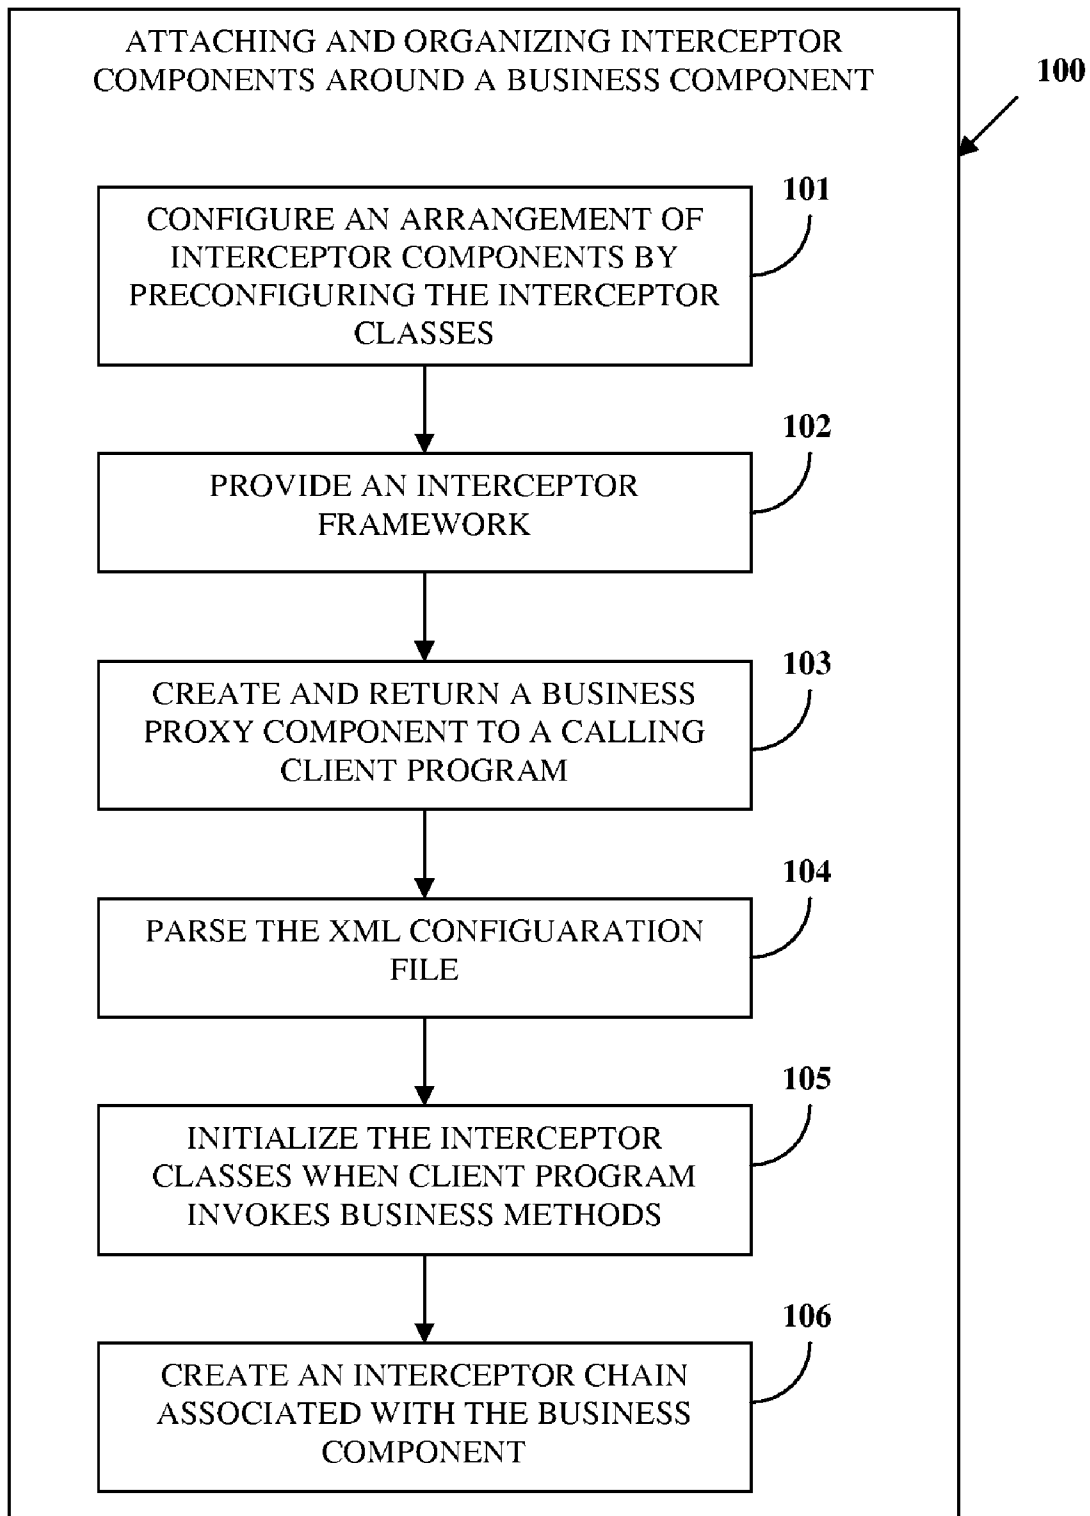 ATTACHING AND ORGANIZING INTERCEPTOR
COMPONENTS AROUND A BUSINESS COMPONENT
100
101
CONFIGURE AN ARRANGEMENT OF
INTERCEPTOR COMPONENTS BY
PRECONFIGURING THE INTERCEPTOR
CLASSES
102
PROVIDE AN INTERCEPTOR
FRAMEWORK
103
CREATE AND RETURN A BUSINESS
PROXY COMPONENT TO A CALLING
CLIENT PROGRAM
104
PARSE THE XML CONFIGUARATION
FILE
105
INITIALIZE THE INTERCEPTOR
CLASSES WHEN CLIENT PROGRAM
INVOKES BUSINESS METHODS
106
CREATE AN INTERCEPTOR CHAIN
ASSOCIATED WITH THE BUSINESS
COMPONENT